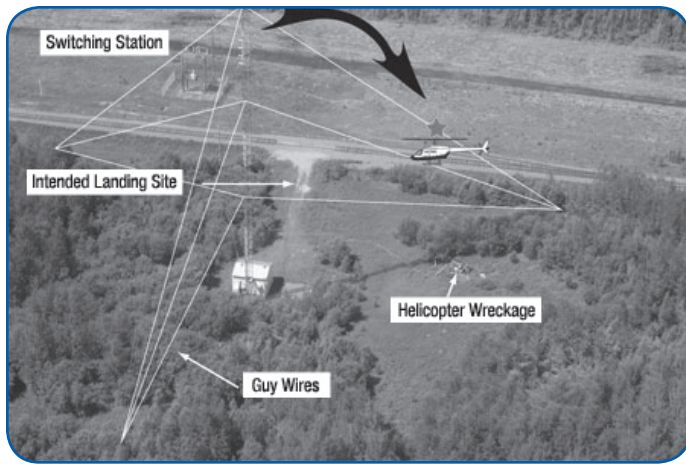 Switching Station
Intended Landing Site
Helicopter Wreckage
Guy Wires